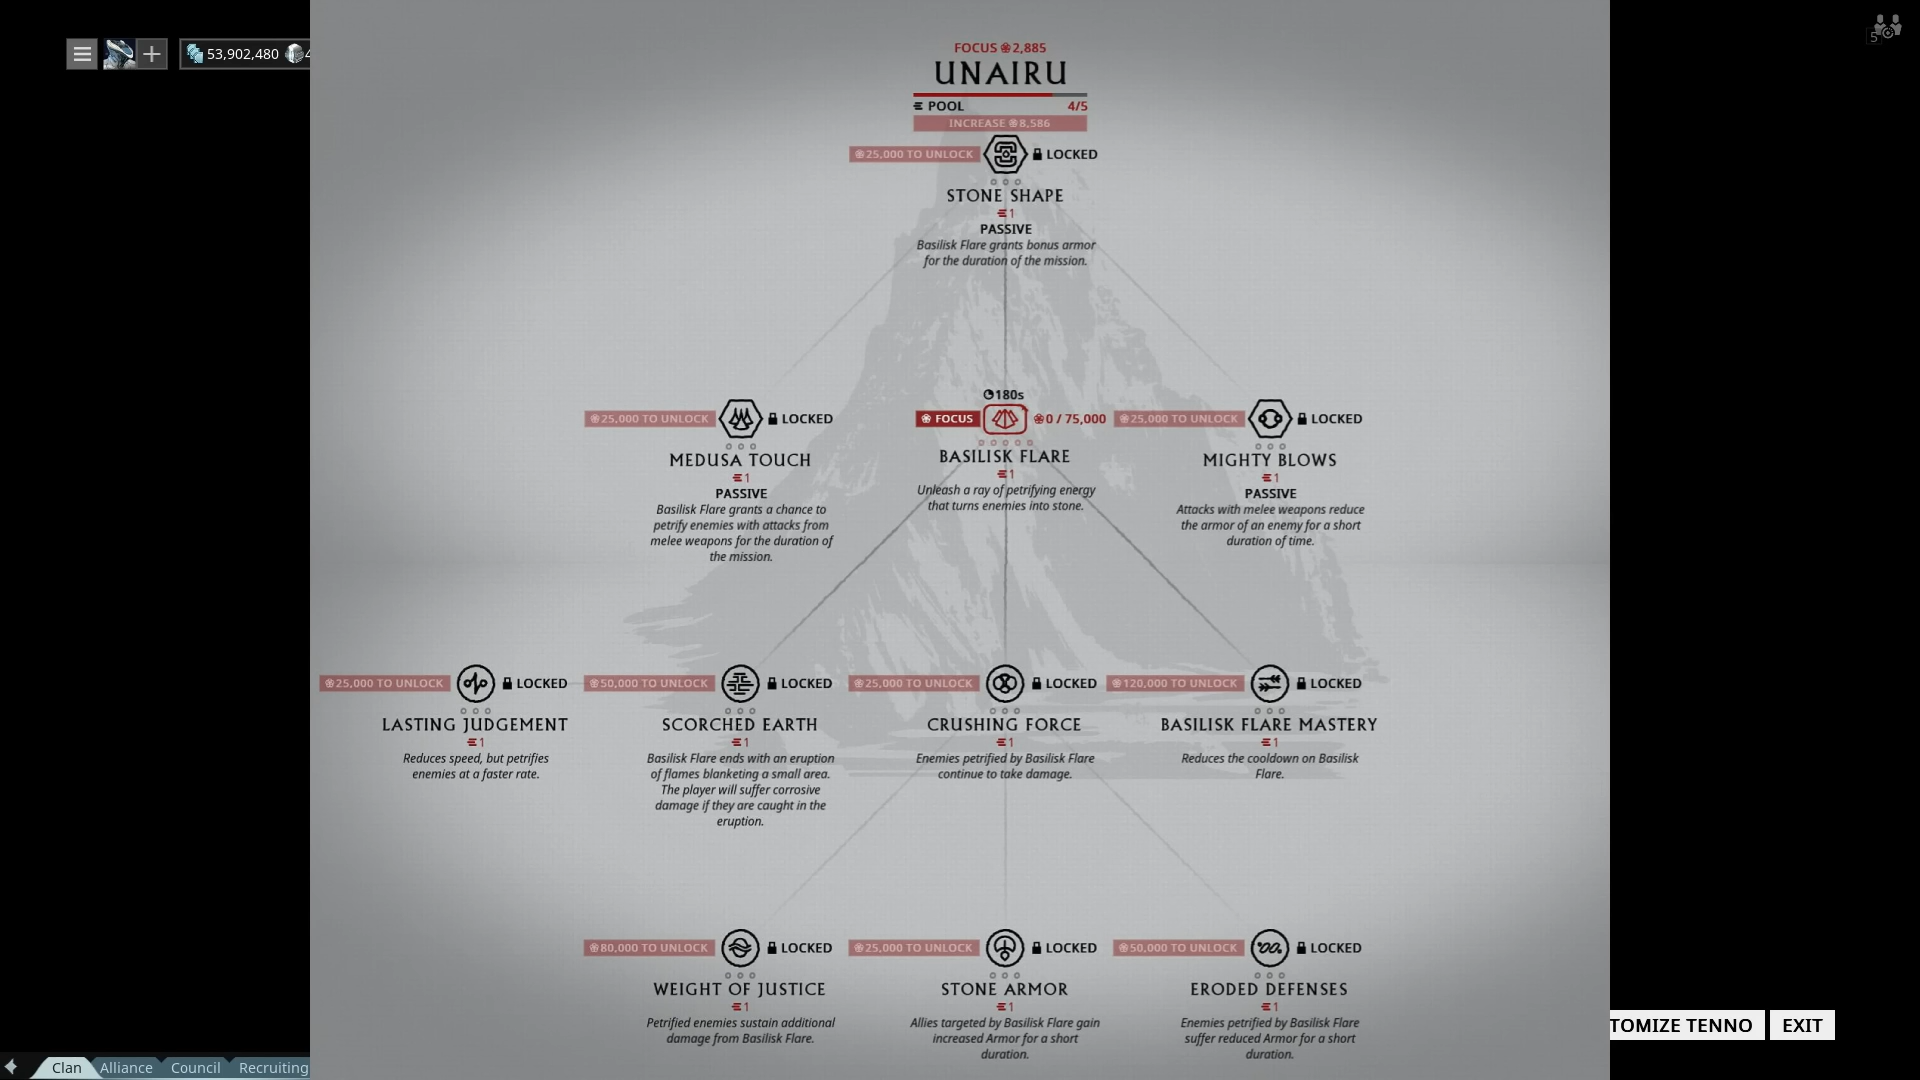 53,902,480 4
5
FOCUS 2,885
UNAIRU
POOL 4/5
INCREASE 8,586
25,000 TO UNLOCK LOCKED
STONE SHAPE
1
PASSIVE
Basilisk Flare grants bonus armor
for the duration of the mission.
25,000 TO UNLOCK LOCKED
MEDUSA TOUCH
1
PASSIVE
Basilisk Flare grants a chance to
petrify enemies with attacks from
melee weapons for the duration of
the mission.
180s
FOCUS 0 / 75,000
BASILISK FLARE
1
Unleash a ray of petrifying energy
that turns enemies into stone.
25,000 TO UNLOCK LOCKED
MIGHTY BLOWS
1
PASSIVE
Attacks with melee weapons reduce
the armor of an enemy for a short
duration of time.
25,000 TO UNLOCK LOCKED
LASTING JUDGEMENT
1
Reduces speed, but petrifies
enemies at a faster rate.
50,000 TO UNLOCK LOCKED
SCORCHED EARTH
1
Basilisk Flare ends with an eruption
of flames blanketing a small area.
The player will suffer corrosive
damage if they are caught in the
eruption.
25,000 TO UNLOCK LOCKED
CRUSHING FORCE
1
Enemies petrified by Basilisk Flare
continue to take damage.
120,000 TO UNLOCK LOCKED
BASILISK FLARE MASTERY
1
Reduces the cooldown on Basilisk
Flare.
80,000 TO UNLOCK LOCKED
WEIGHT OF JUSTICE
1
Petrified enemies sustain additional
damage from Basilisk Flare.
25,000 TO UNLOCK LOCKED
STONE ARMOR
1
Allies targeted by Basilisk Flare gain
increased Armor for a short
duration.
50,000 TO UNLOCK LOCKED
ERODED DEFENSES
1
Enemies petrified by Basilisk Flare
suffer reduced Armor for a short
duration.
TOMIZE TENNO EXIT
Clan Alliance Council Recruiting